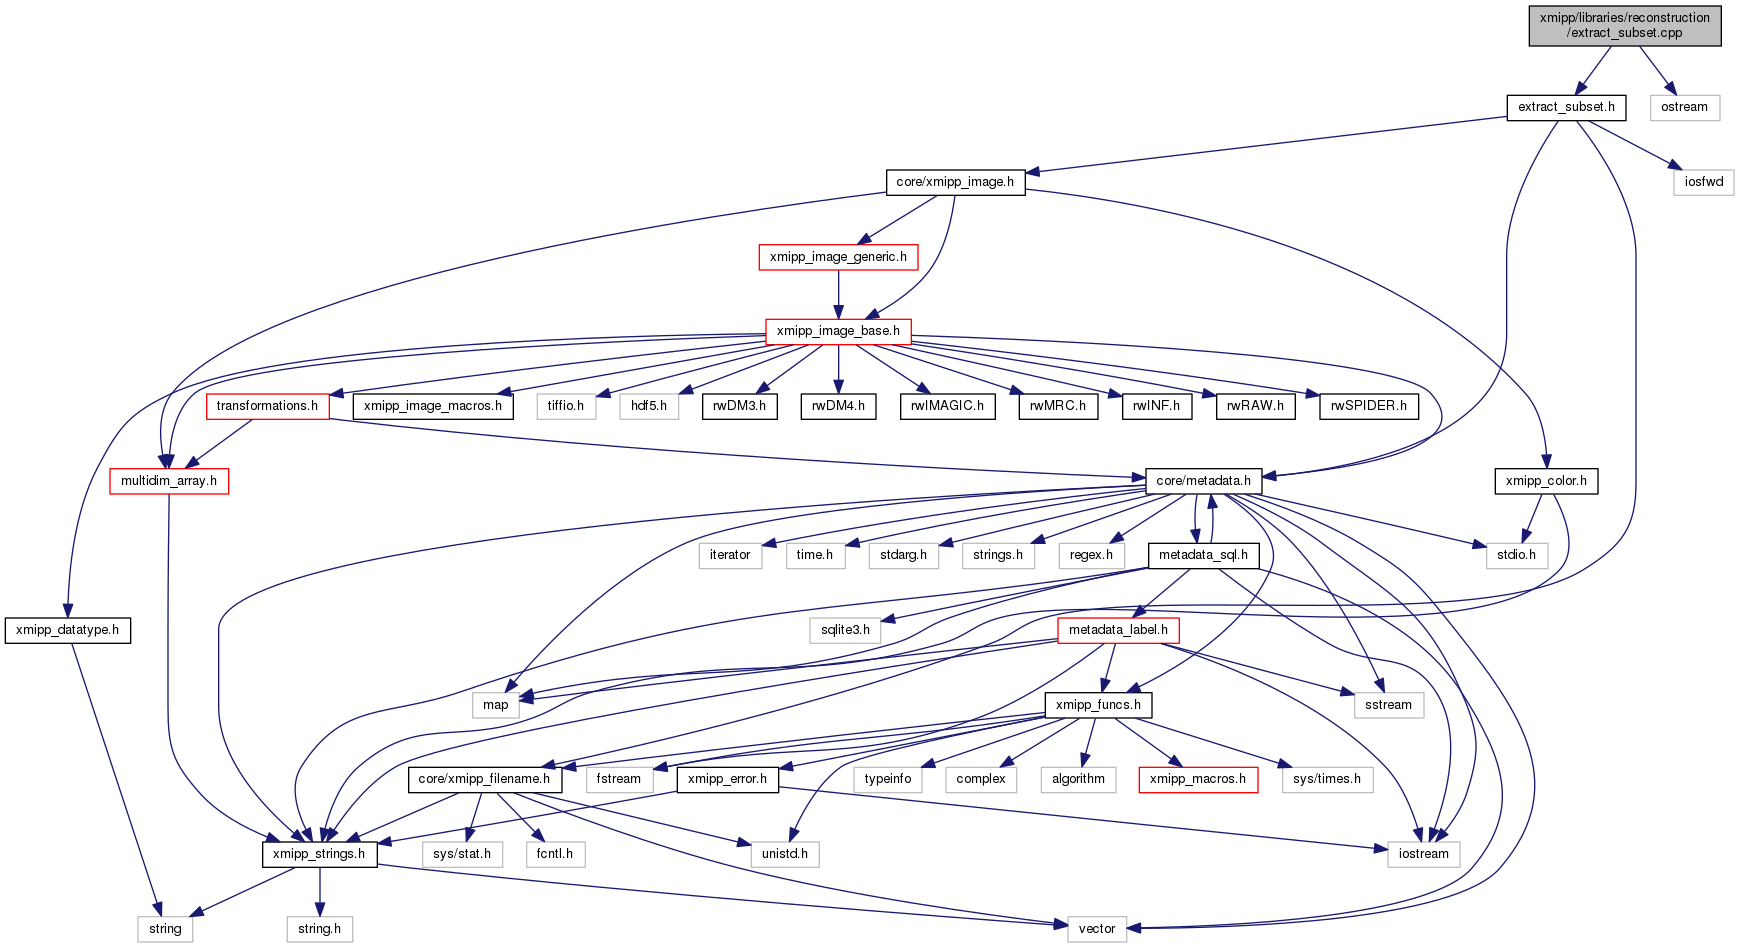 xmipp/libraries/reconstruction
/extract_subset.cpp
extract_subset.h
ostream
core/xmipp_image.h
iosfwd
xmipp_image_generic.h
xmipp_image_base.h
transformations.h
xmipp_image_macros.h
tiffio.h
hdf5.h
rwDM3.h
rwDM4.h
rwIMAGIC.h
rwMRC.h
rwINF.h
rwRAW.h
rwSPIDER.h
multidim_array.h
core/metadata.h
xmipp_color.h
iterator
time.h
stdarg.h
strings.h
regex.h
metadata_sql.h
stdio.h
xmipp_datatype.h
sqlite3.h
metadata_label.h
map
xmipp_funcs.h
sstream
core/xmipp_filename.h
fstream
xmipp_error.h
typeinfo
complex
algorithm
xmipp_macros.h
sys/times.h
xmipp_strings.h
sys/stat.h
fcntl.h
unistd.h
iostream
string
string.h
vector